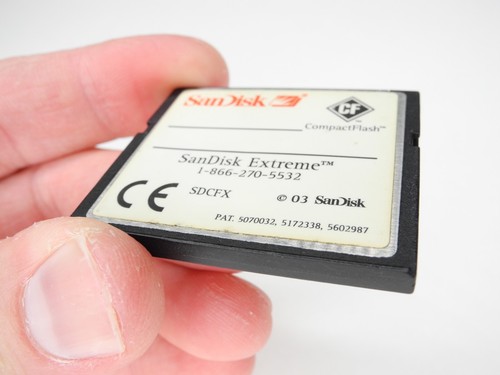 SanDisk
CF
CompactFlash™
SanDisk Extreme™
1-866-270-5532
CE SDCFX © 03 SanDisk
PAT. 5070032, 5172338, 5602987